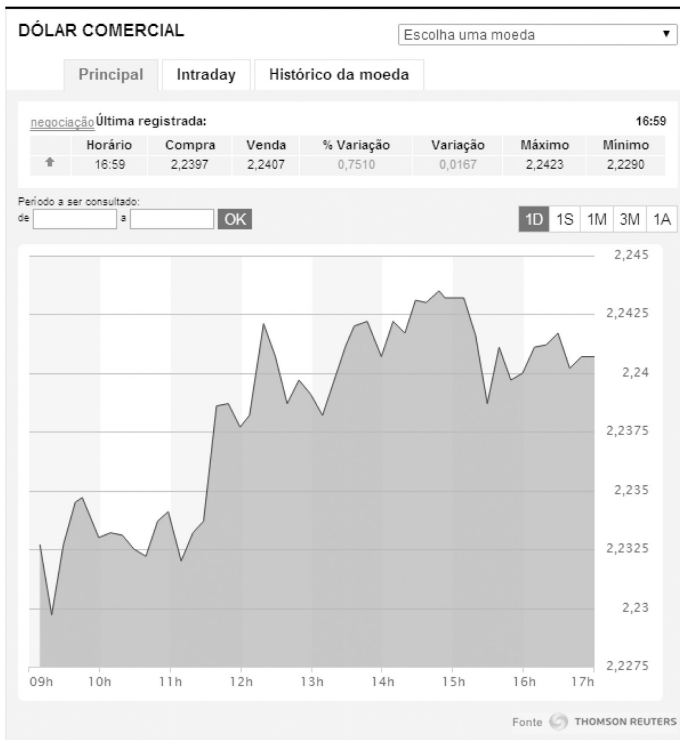 DÓLAR COMERCIAL
Escolha uma moeda
Principal Intraday Histórico da moeda
negociação Última registrada: 16:59
Horário Compra Venda % Variação Variação Máximo Mínimo
16:59 2,2397 2,2407 0,7510 0,0167 2,2423 2,2290
Período a ser consultado:
de a OK 1D 1S 1M 3M 1A
2,245
2,2425
2,24
2,2375
2,235
2,2325
2,23
2,2275
09h 10h 11h 12h 13h 14h 15h 16h 17h
Fonte THOMSON REUTERS